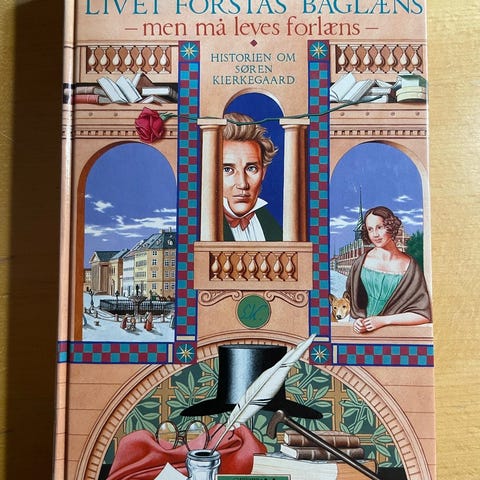 LIVET FORSTÅS BAGLÆNS
– men må leves forlæns –
HISTORIEN OM
SØREN
KIERKEGAARD